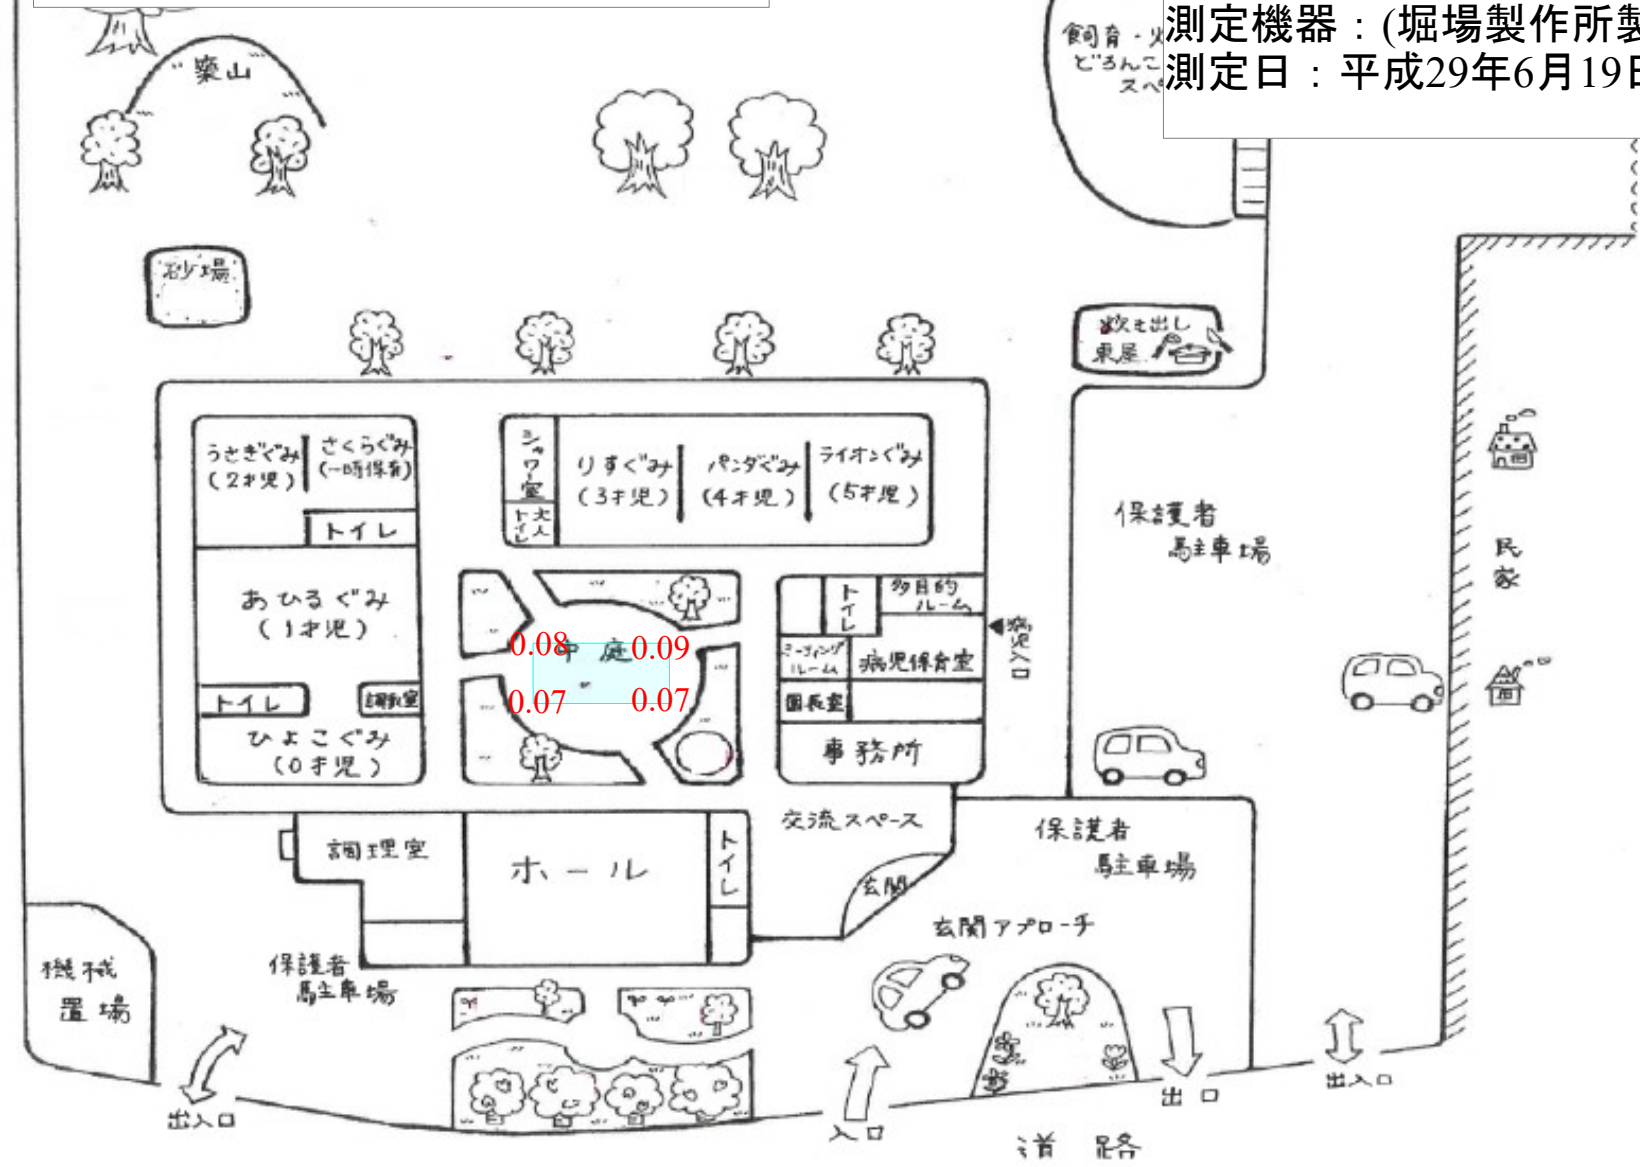 測定機器：(堀場製作所製
測定日：平成29年6月19日
飼育・火
どろんこ
スペ
築山
砂場
炊き出し
東屋
うさぎぐみ
(2才児)
さくらぐみ
(一時保育)
トイレ
シャワー室
大人
トイレ
りすぐみ
(3才児)
パンダぐみ
(4才児)
ライオンぐみ
(5才児)
保護者
駐車場
民家
あひるぐみ
(1才児)
トイレ
多目的
ルーム
病児入口
0.08
中庭
0.09
0.07
0.07
ミーティング
ルーム
病児保育室
園長室
事務所
トイレ
調乳室
ひよこぐみ
(0才児)
交流スペース
調理室
ホール
トイレ
玄関
保護者
駐車場
玄関アプローチ
機械
置場
保護者
駐車場
出入口
入口
出口
出入口
道路